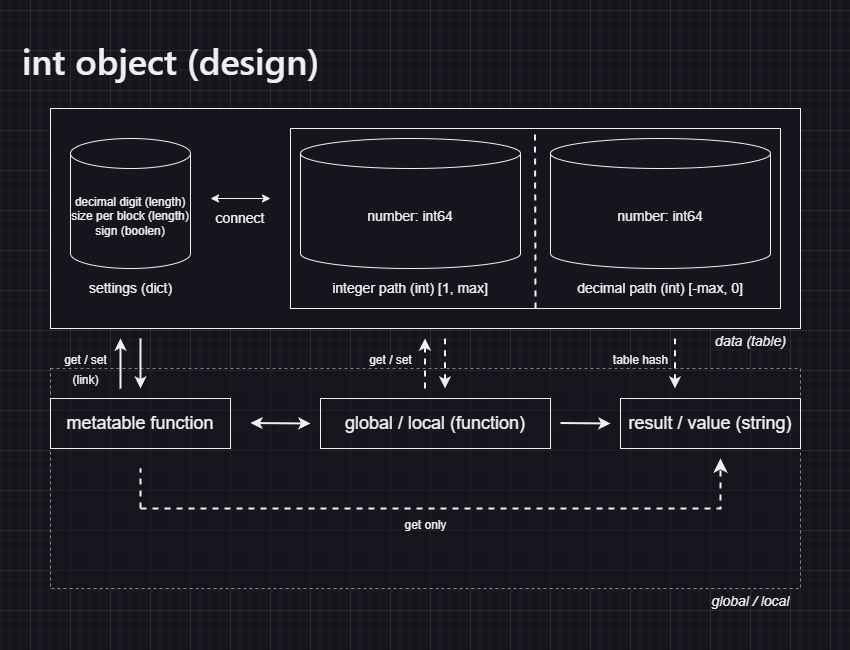 int object (design)
decimal digit (length)
size per block (length)
sign (boolen)
connect
number: int64
number: int64
settings (dict)
integer path (int) [1, max]
decimal path (int) [-max, 0]
data (table)
get / set
(link)
get / set
table hash
metatable function
global / local (function)
result / value (string)
get only
global / local